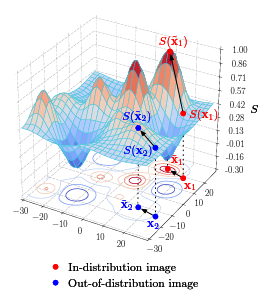 S(x̃₁)
1.00
0.86
0.71
0.57
0.42
0.28
0.13
-0.01
-0.16
-0.30
S
S(x₁)
S(x̃₂)
S(x₂)
x̃₁
x₁
x̃₂
x₂
−30
−20
−10
0
10
20
−30
−20
−10
0
10
20
30
In-distribution image
Out-of-distribution image